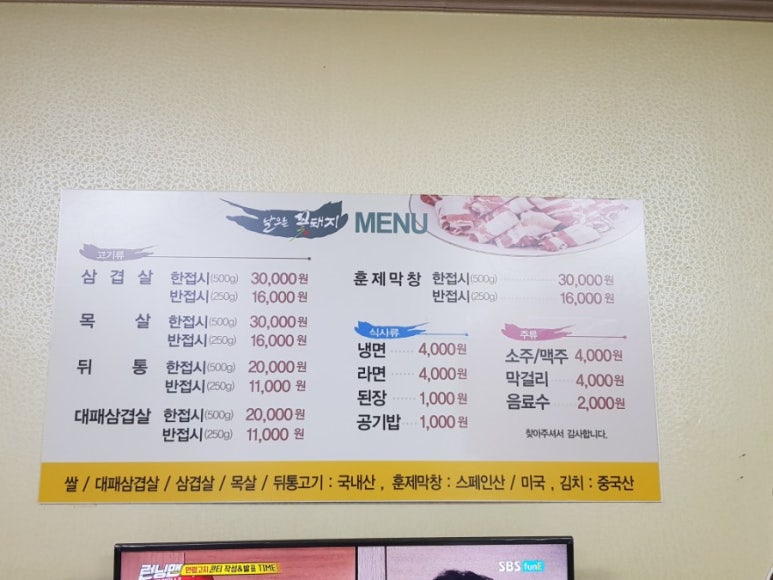 날으는 꽃돼지 MENU
고기류
삼겹살 한접시(500g) 30,000원
반접시(250g) 16,000원
목살 한접시(500g) 30,000원
반접시(250g) 16,000원
뒤통 한접시(500g) 20,000원
반접시(250g) 11,000원
대패삼겹살 한접시(500g) 20,000원
반접시(250g) 11,000원
훈제막창 한접시(500g) 30,000원
반접시(250g) 16,000원
식사류
냉면 4,000원
라면 4,000원
된장 1,000원
공기밥 1,000원
주류
소주/맥주 4,000원
막걸리 4,000원
음료수 2,000원
찾아주셔서 감사합니다.
쌀 / 대패삼겹살 / 삼겹살 / 목살 / 뒤통고기 : 국내산 , 훈제막창 : 스페인산 / 미국 , 김치 : 중국산
런닝맨
작성&발표 TIME
SBS funE